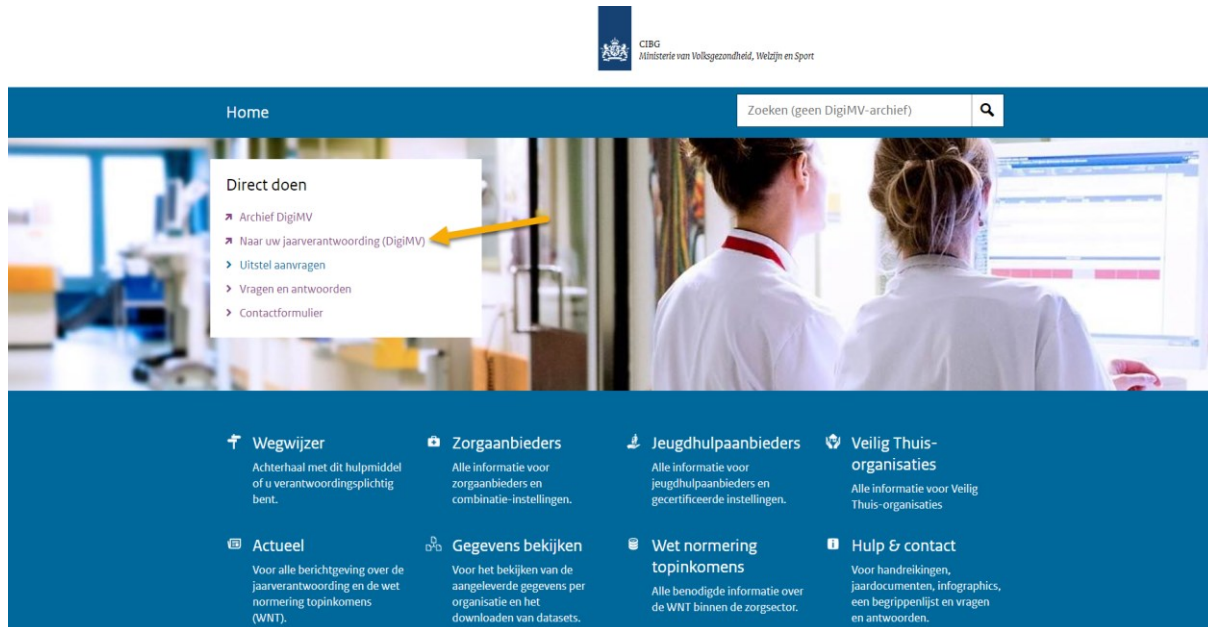 CIBG
Ministerie van Volksgezondheid, Welzijn en Sport
Home
Zoeken (geen DigiMV-archief)
Direct doen
Archief DigiMV
Naar uw jaarverantwoording (DigiMV)
Uitstel aanvragen
Vragen en antwoorden
Contactformulier
Wegwijzer
Achterhaal met dit hulpmiddel
of u verantwoordingsplichtig
bent.
Zorgaanbieders
Alle informatie voor
zorgaanbieders en
combinatie-instellingen.
Jeugdhulpaanbieders
Alle informatie voor
jeugdhulpaanbieders en
gecertificeerde instellingen.
Veilig Thuis-
organisaties
Alle informatie voor Veilig
Thuis-organisaties
Actueel
Voor alle berichtgeving over de
jaarverantwoording en de wet
normering topinkomens
(WNT).
Gegevens bekijken
Voor het bekijken van de
aangeleverde gegevens per
organisatie en het
downloaden van datasets.
Wet normering
topinkomens
Alle benodigde informatie over
de WNT binnen de zorgsector.
Hulp & contact
Voor handreikingen,
jaardocumenten, infographics,
een begrippenlijst en vragen
en antwoorden.